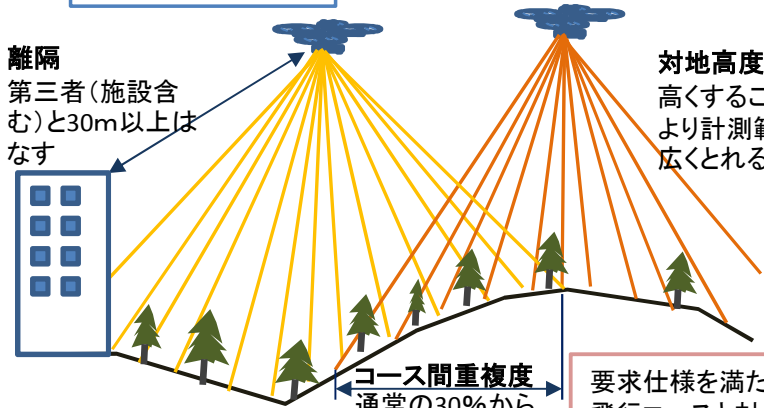 離隔
第三者（施設含
む）と30m以上は
なす
対地高度
高くするこ
より計測範
広くとれる
コース間重複度
通常の30%から
要求仕様を満た